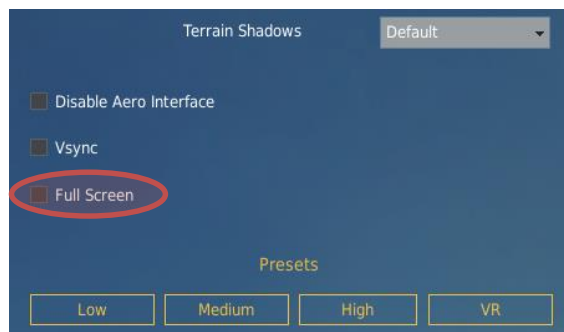 Terrain Shadows Default
Disable Aero Interface
Vsync
Full Screen
Presets
Low Medium High VR